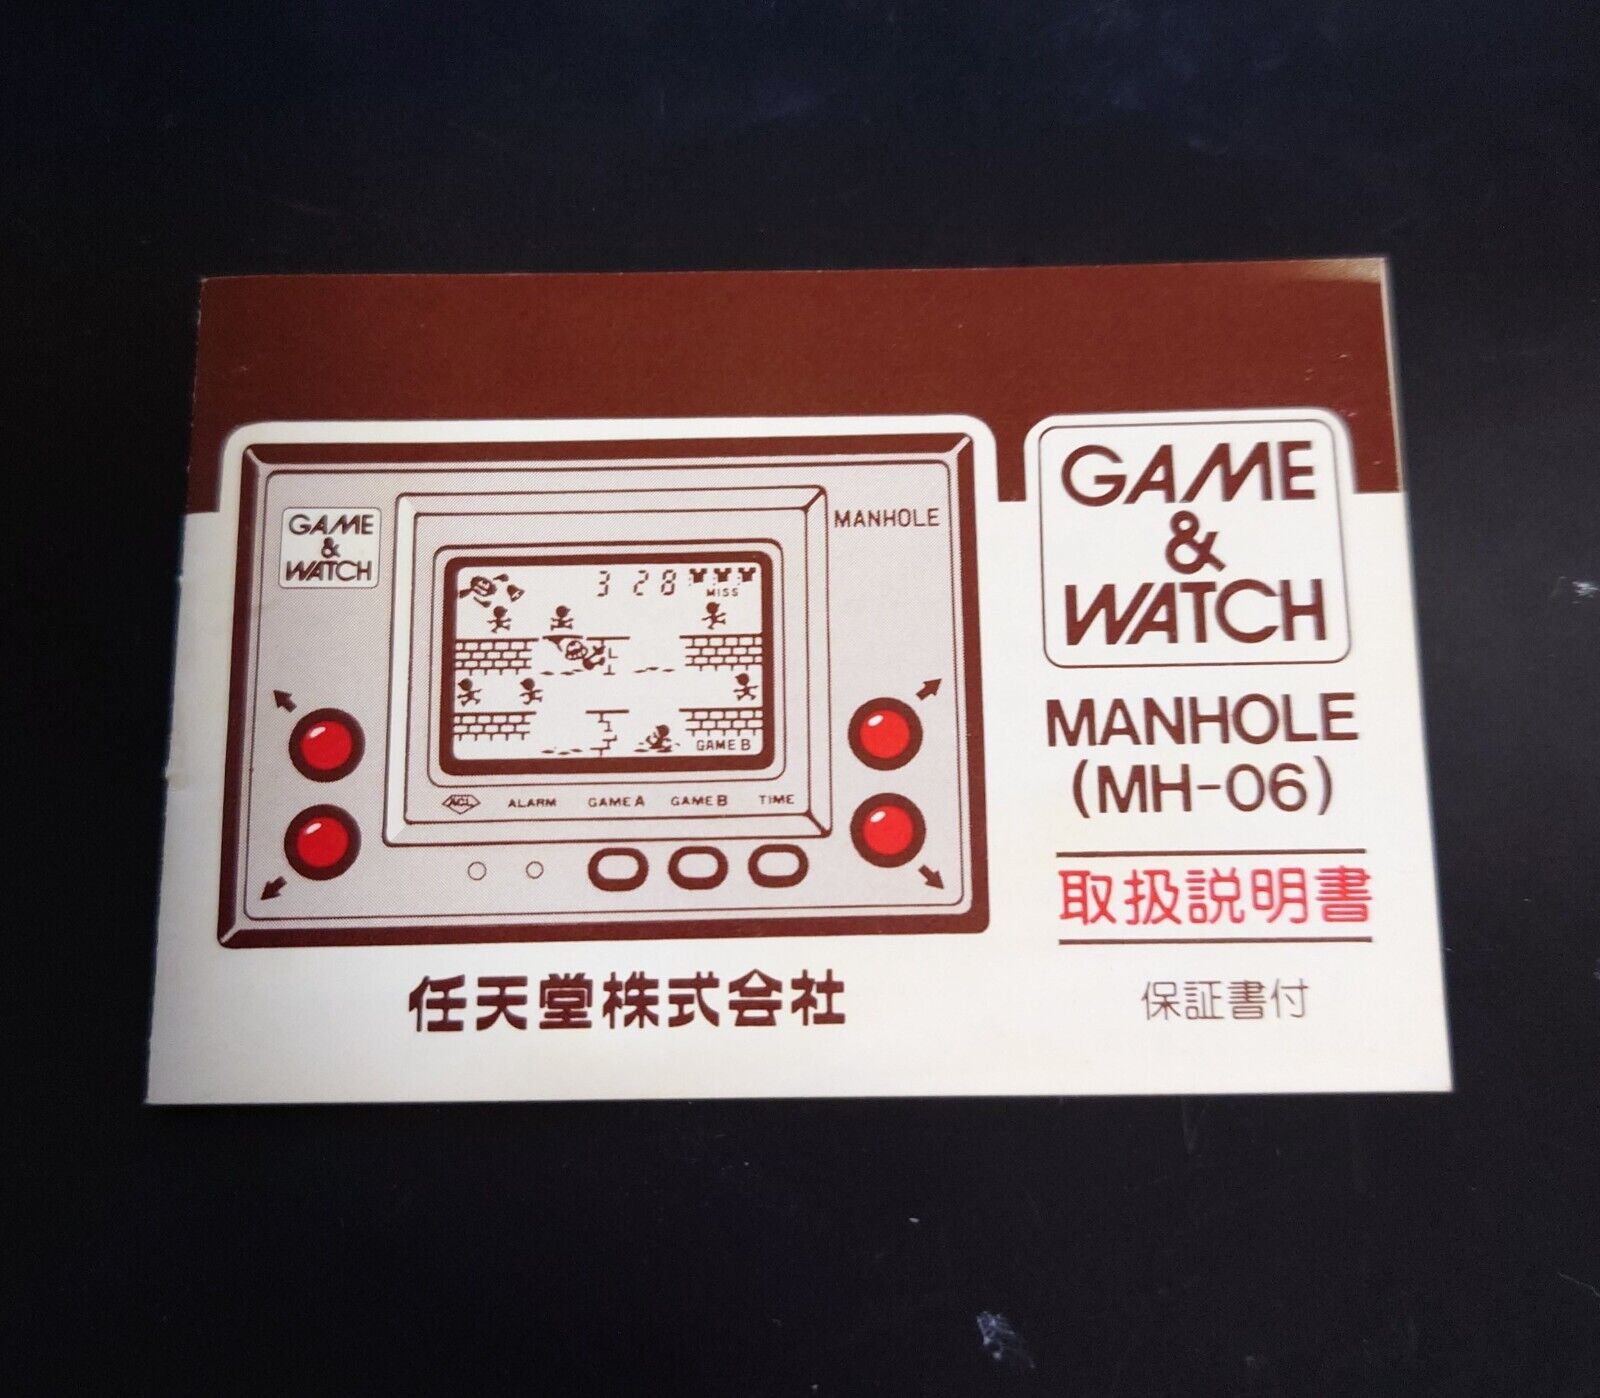 GAME
&
WATCH
MANHOLE
3 28
MISS
GAME B
ACL ALARM GAME A GAME B TIME
任天堂株式会社
GAME
&
WATCH
MANHOLE
(MH-06)
取扱説明書
保証書付